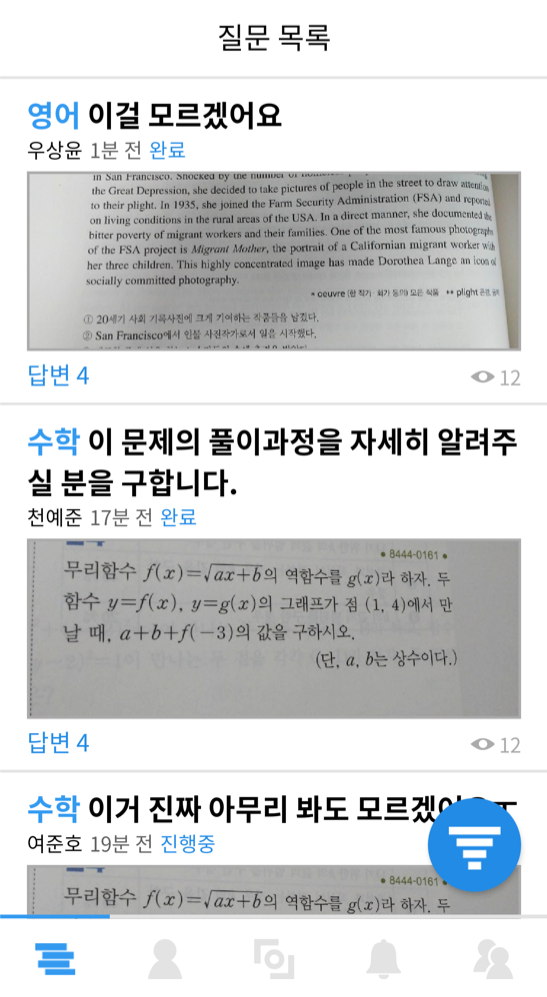 질문 목록
영어 이걸 모르겠어요
우상윤 1분 전 완료
in San Francisco. Shocked by the number of
the Great Depression, she decided to take pictures of people in the street to draw attention
to their plight. In 1935, she joined the Farm Security Administration (FSA) and reported
on living conditions in the rural areas of the USA. In a direct manner, she documented the
bitter poverty of migrant workers and their families. One of the most famous photographs
of the FSA project is Migrant Mother, the portrait of a Californian migrant worker with
her three children. This highly concentrated image has made Dorothea Lange an icon of
socially committed photography.
* oeuvre (한 작가·화가 등의) 모든 작품 ** plight 곤경,
① 20세기 사회 기록사진에 크게 기여하는 작품들을 남겼다.
② San Francisco에서 인물 사진작가로서 일을 시작했다.
답변 4
12
수학 이 문제의 풀이과정을 자세히 알려주
실 분을 구합니다.
천예준 17분 전 완료
• 8444-0161 •
무리함수 f(x)=√ax+b의 역함수를 g(x)라 하자. 두
함수 y=f(x), y=g(x)의 그래프가 점 (1, 4)에서 만
날 때, a+b+f(−3)의 값을 구하시오.
(단, a, b는 상수이다.)
답변 4
12
수학 이거 진짜 아무리 봐도 모르겠어
여준호 19분 전 진행중
• 8444-0161 •
무리함수 f(x)=√ax+b의 역함수를 g(x)라 하자. 두